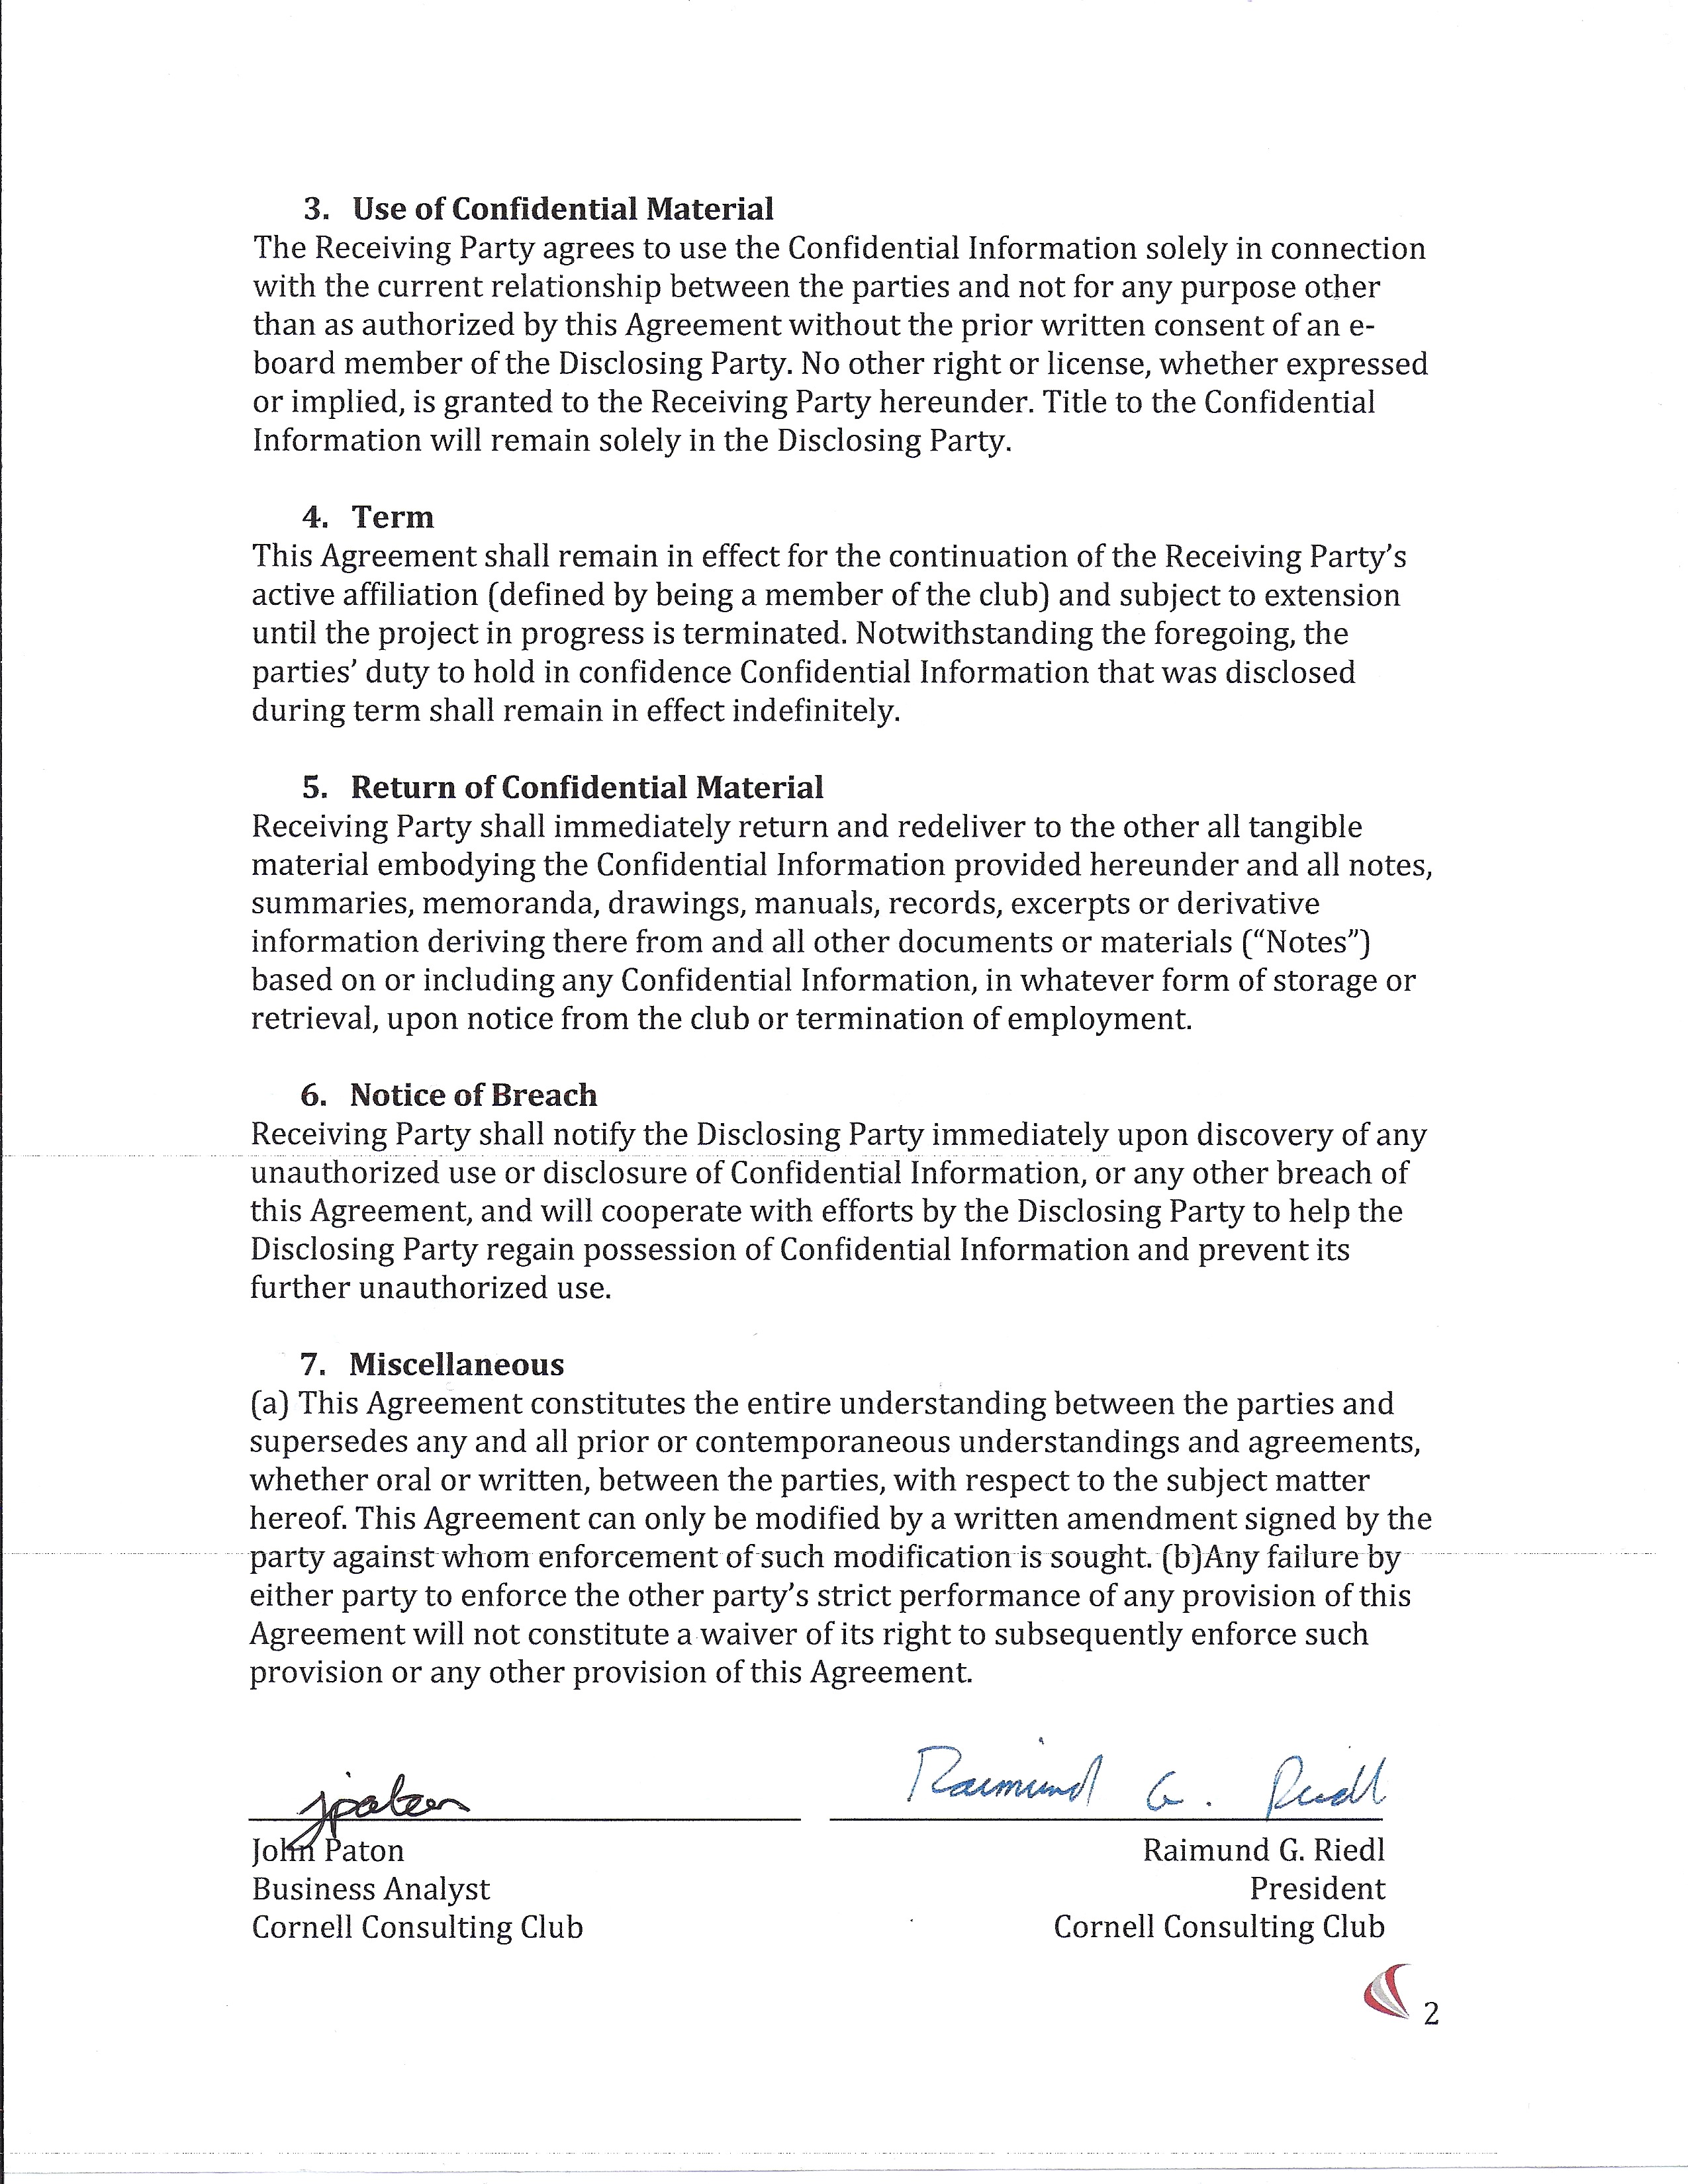 3. Use of Confidential Material
The Receiving Party agrees to use the Confidential Information solely in connection
with the current relationship between the parties and not for any purpose other
than as authorized by this Agreement without the prior written consent of an e-
board member of the Disclosing Party. No other right or license, whether expressed
or implied, is granted to the Receiving Party hereunder. Title to the Confidential
Information will remain solely in the Disclosing Party.
4. Term
This Agreement shall remain in effect for the continuation of the Receiving Party's
active affiliation (defined by being a member of the club) and subject to extension
until the project in progress is terminated. Notwithstanding the foregoing, the
parties' duty to hold in confidence Confidential Information that was disclosed
during term shall remain in effect indefinitely.
5. Return of Confidential Material
Receiving Party shall immediately return and redeliver to the other all tangible
material embodying the Confidential Information provided hereunder and all notes,
summaries, memoranda, drawings, manuals, records, excerpts or derivative
information deriving there from and all other documents or materials (“Notes”)
based on or including any Confidential Information, in whatever form of storage or
retrieval, upon notice from the club or termination of employment.
6. Notice of Breach
Receiving Party shall notify the Disclosing Party immediately upon discovery of any
unauthorized use or disclosure of Confidential Information, or any other breach of
this Agreement, and will cooperate with efforts by the Disclosing Party to help the
Disclosing Party regain possession of Confidential Information and prevent its
further unauthorized use.
7. Miscellaneous
(a) This Agreement constitutes the entire understanding between the parties and
supersedes any and all prior or contemporaneous understandings and agreements,
whether oral or written, between the parties, with respect to the subject matter
hereof. This Agreement can only be modified by a written amendment signed by the
party against whom enforcement of such modification is sought. (b)Any failure by
either party to enforce the other party's strict performance of any provision of this
Agreement will not constitute a waiver of its right to subsequently enforce such
provision or any other provision of this Agreement.
jpaton Raimund G. Riedl
John Paton Raimund G. Riedl
Business Analyst President
Cornell Consulting Club Cornell Consulting Club
2